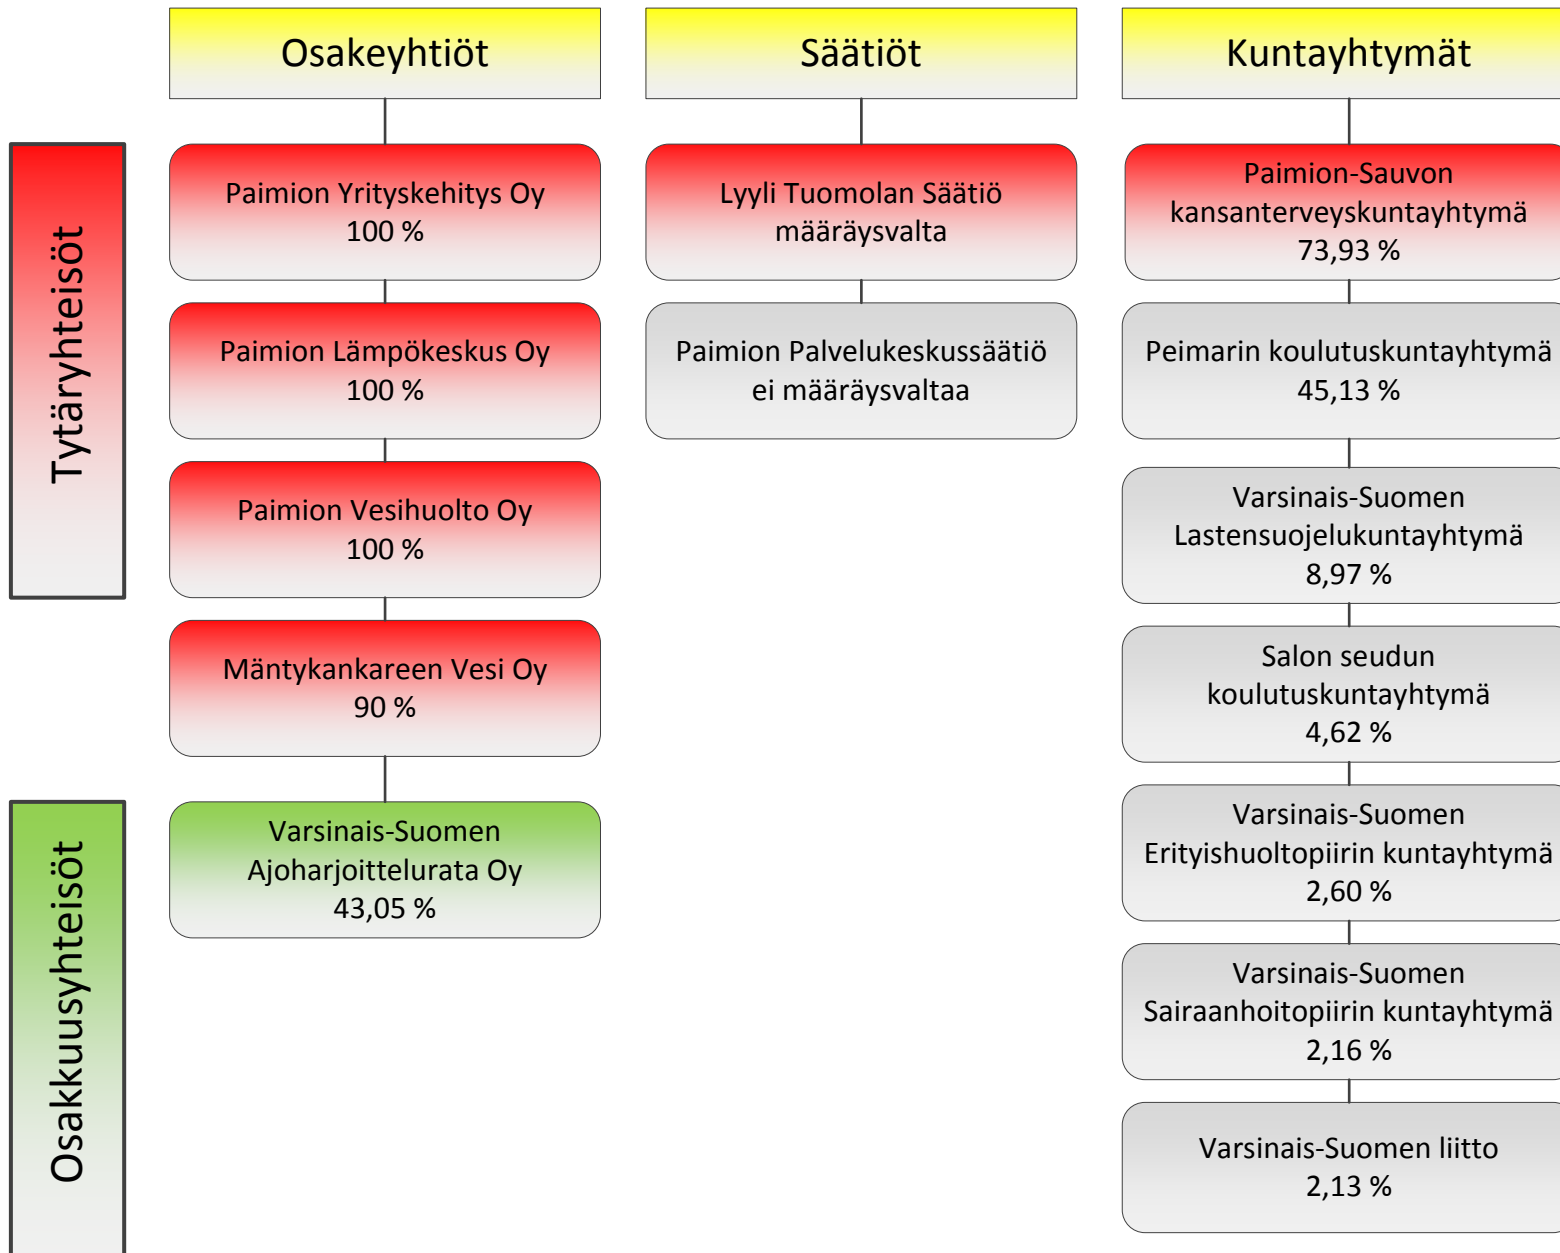 Osakeyhtiöt
Säätiöt
Kuntayhtymät
Tytäryhteisöt
Osakkuusyhteisöt
Paimion Yrityskehitys Oy
100 %
Paimion Lämpökeskus Oy
100 %
Paimion Vesihuolto Oy
100 %
Mäntykankareen Vesi Oy
90 %
Varsinais-Suomen
Ajoharjoittelurata Oy
43,05 %
Lyyli Tuomolan Säätiö
määräysvalta
Paimion Palvelukeskussäätiö
ei määräysvaltaa
Paimion-Sauvon
kansanterveyskuntayhtymä
73,93 %
Peimarin koulutuskuntayhtymä
45,13 %
Varsinais-Suomen
Lastensuojelukuntayhtymä
8,97 %
Salon seudun
koulutuskuntayhtymä
4,62 %
Varsinais-Suomen
Erityishuoltopiirin kuntayhtymä
2,60 %
Varsinais-Suomen
Sairaanhoitopiirin kuntayhtymä
2,16 %
Varsinais-Suomen liitto
2,13 %